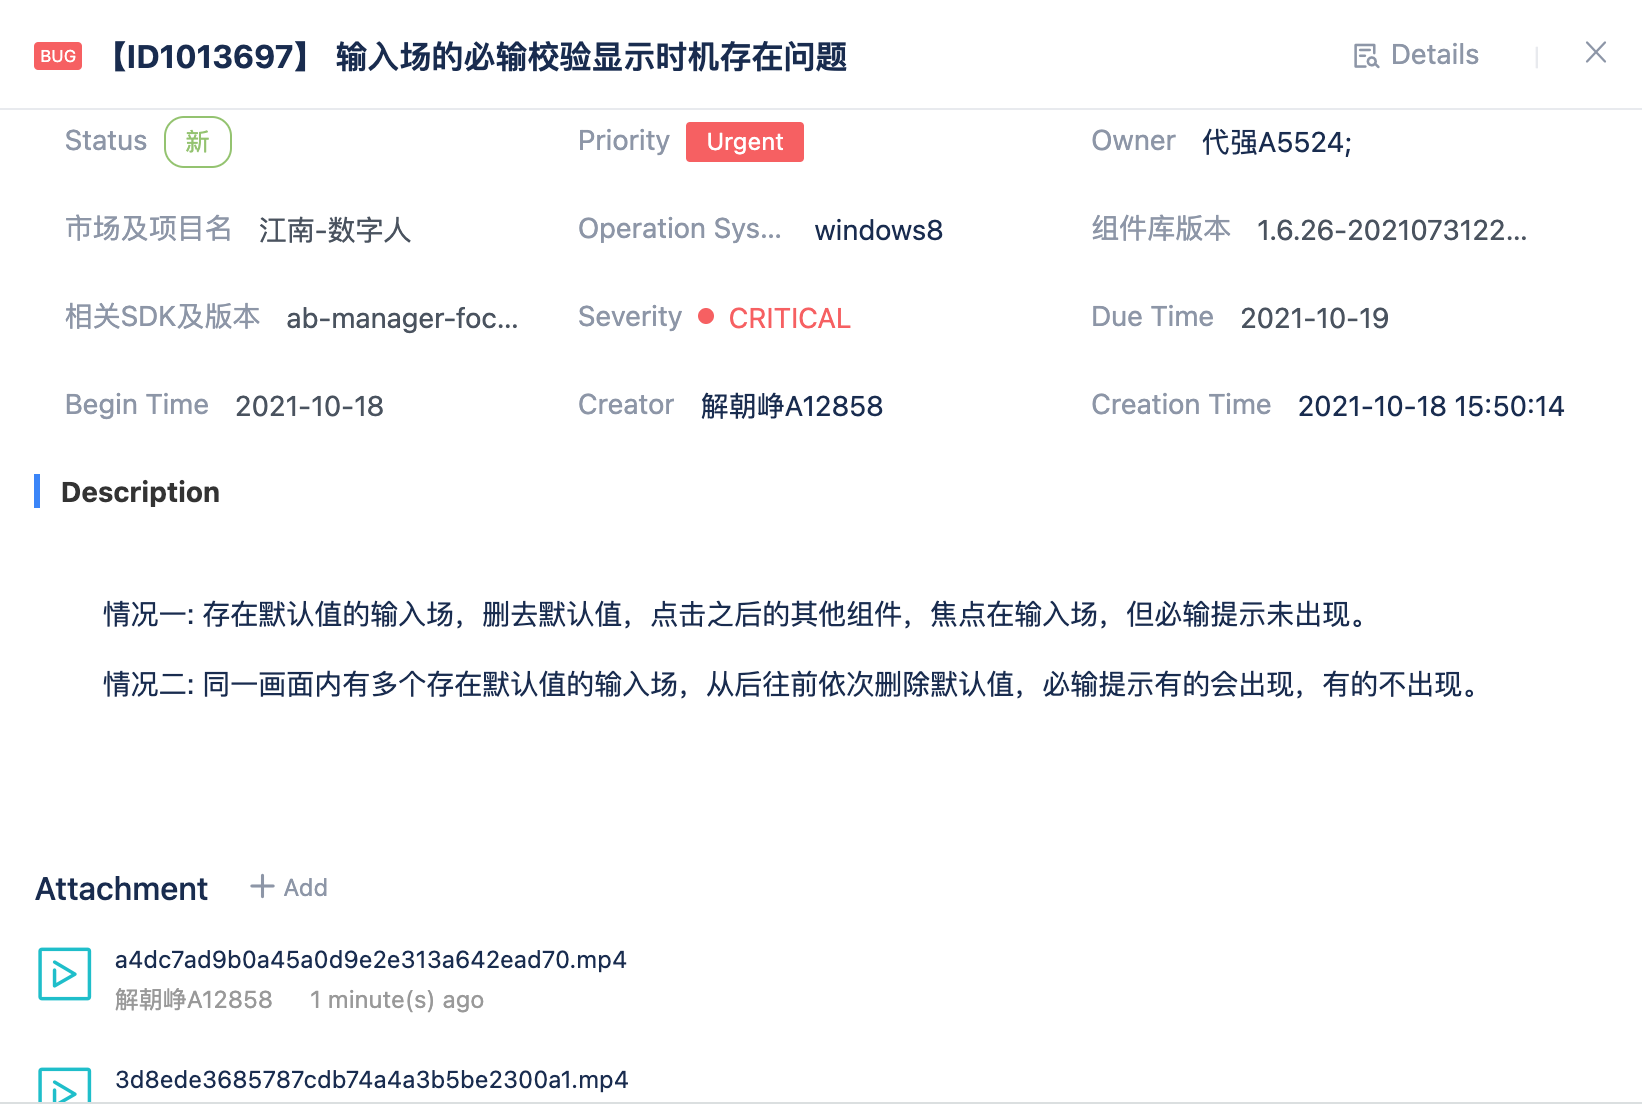 BUG 【ID1013697】 输入场的必输校验显示时机存在问题 Details
Status 新 Priority Urgent Owner 代强A5524;
市场及项目名 江南-数字人 Operation Sys... windows8 组件库版本 1.6.26-2021073122...
相关SDK及版本 ab-manager-foc... Severity CRITICAL Due Time 2021-10-19
Begin Time 2021-10-18 Creator 解朝峥A12858 Creation Time 2021-10-18 15:50:14
Description
情况一: 存在默认值的输入场，删去默认值，点击之后的其他组件，焦点在输入场，但必输提示未出现。
情况二: 同一画面内有多个存在默认值的输入场，从后往前依次删除默认值，必输提示有的会出现，有的不出现。
Attachment Add
a4dc7ad9b0a45a0d9e2e313a642ead70.mp4
解朝峥A12858 1 minute(s) ago
3d8ede3685787cdb74a4a3b5be2300a1.mp4